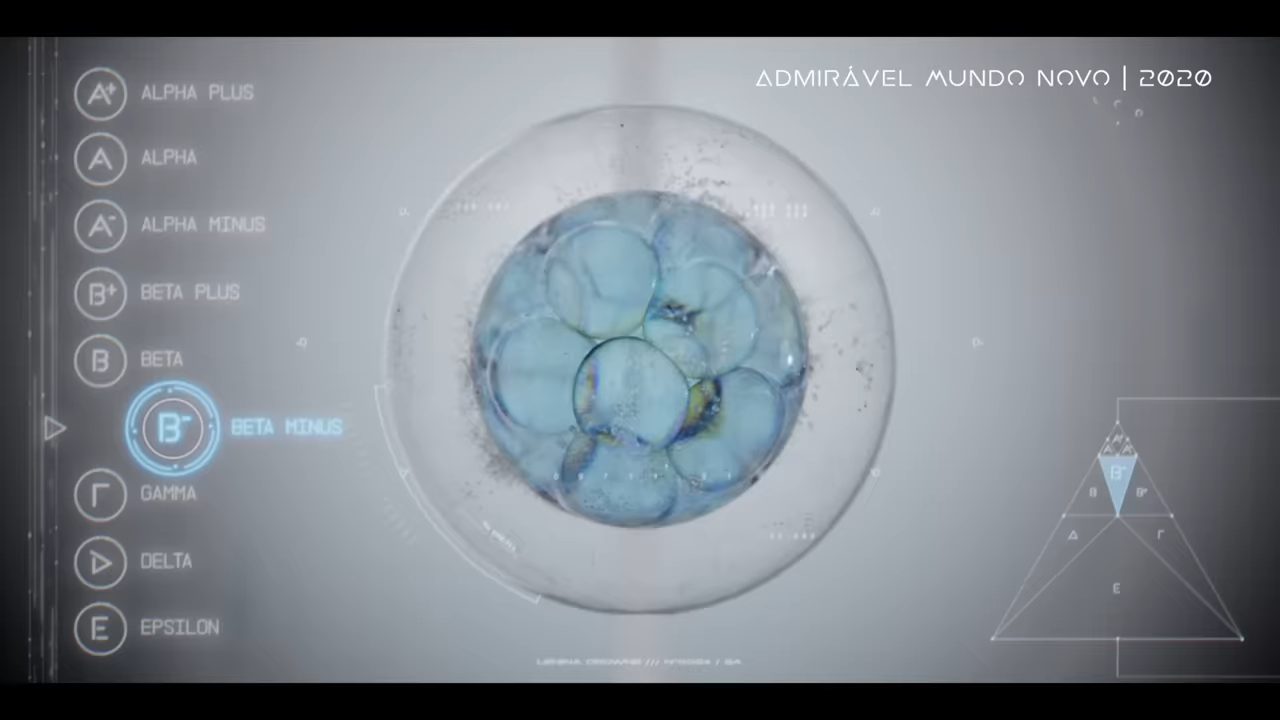 ADMIRÁVEL MUNDO NOVO | 2020
A+ ALPHA PLUS
A ALPHA
A- ALPHA MINUS
B+ BETA PLUS
B BETA
B- BETA MINUS
Γ GAMMA
Δ DELTA
E EPSILON
B-
B B+
Δ Γ
E